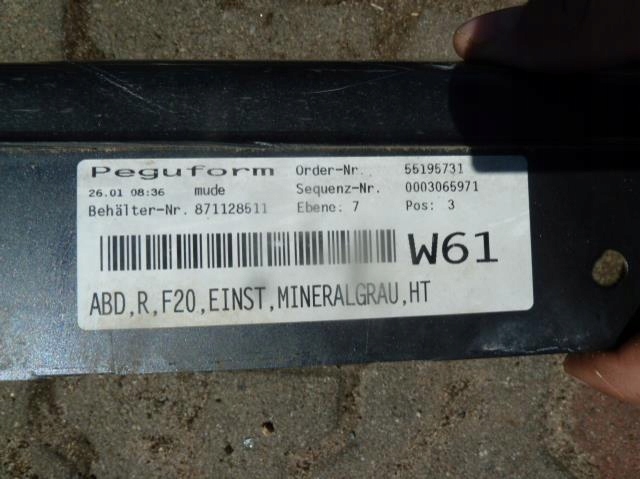 Peguform Order-Nr. 55195731
26.01 08:36 mude Sequenz-Nr. 0003065971
Behälter-Nr. 871128511 Ebene: 7 Pos: 3
W61
ABD,R,F20,EINST,MINERALGRAU,HT